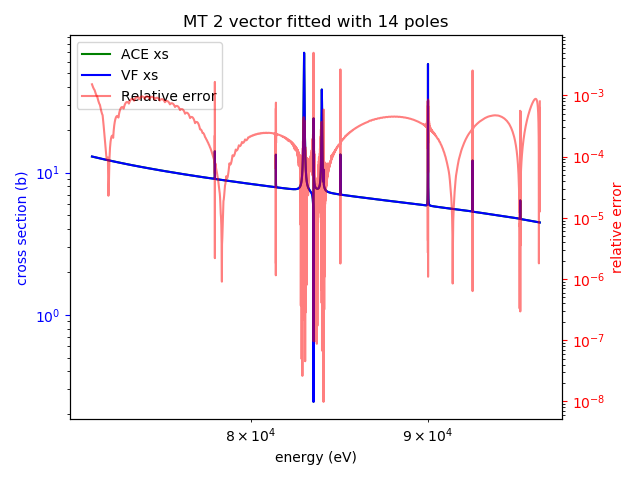 MT 2 vector fitted with 14 poles
ACE xs
VF xs
Relative error
cross section (b)
10¹
10⁰
10⁻³
10⁻⁴
10⁻⁵
10⁻⁶
10⁻⁷
10⁻⁸
relative error
8 × 10⁴
9 × 10⁴
energy (eV)